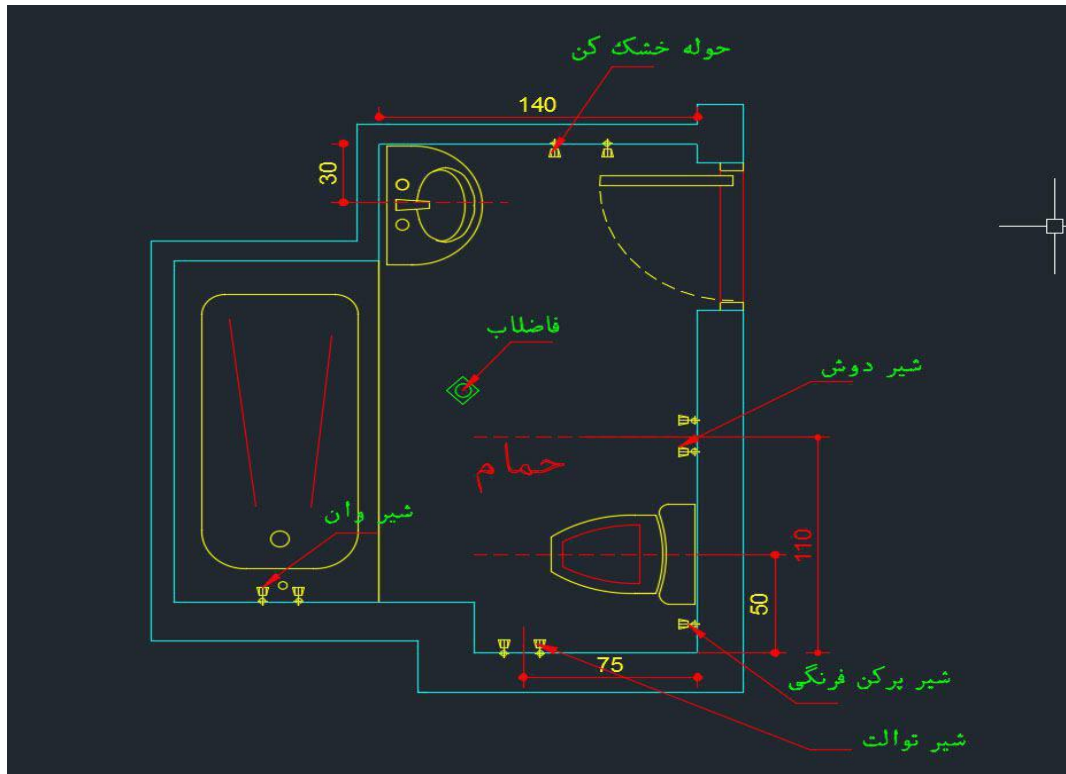 حوله خشک کن
140
30
فاضلاب
شیر دوش
حمام
شیر وان
110
50
75
شیر پرکن فرنگی
شیر توالت